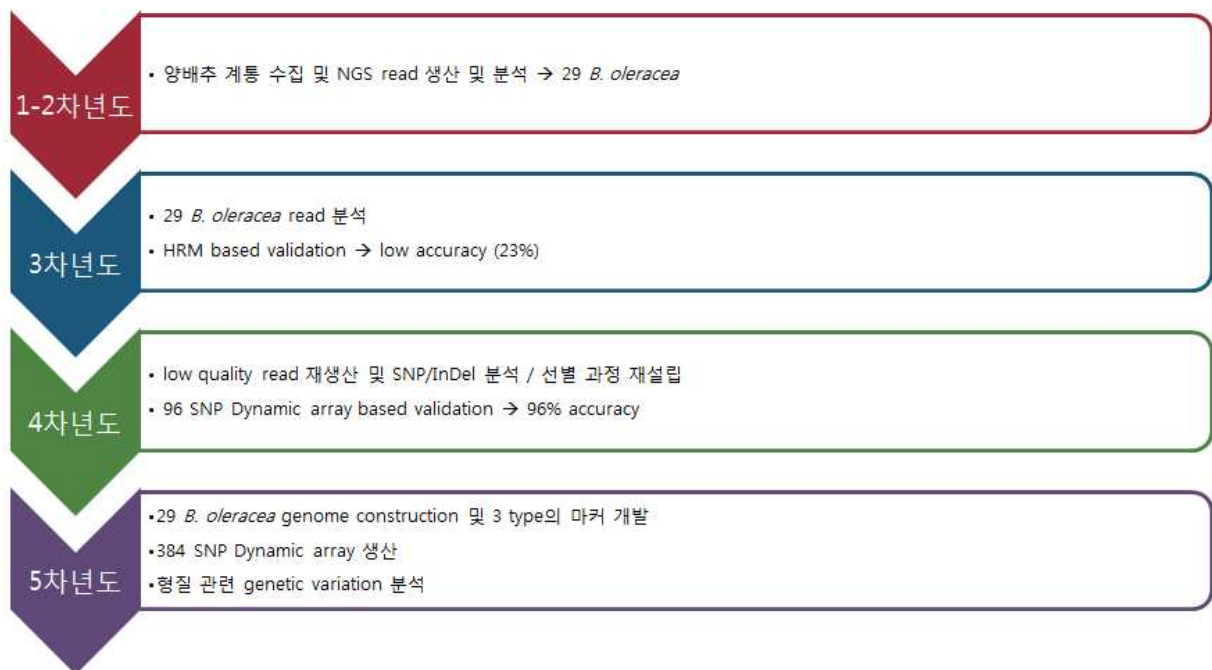 1-2차년도
• 양배추 계통 수집 및 NGS read 생산 및 분석 → 29 B. oleracea
3차년도
• 29 B. oleracea read 분석
• HRM based validation → low accuracy (23%)
4차년도
• low quality read 재생산 및 SNP/InDel 분석 / 선별 과정 재설립
• 96 SNP Dynamic array based validation → 96% accuracy
5차년도
•29 B. oleracea genome construction 및 3 type의 마커 개발
•384 SNP Dynamic array 생산
•형질 관련 genetic variation 분석